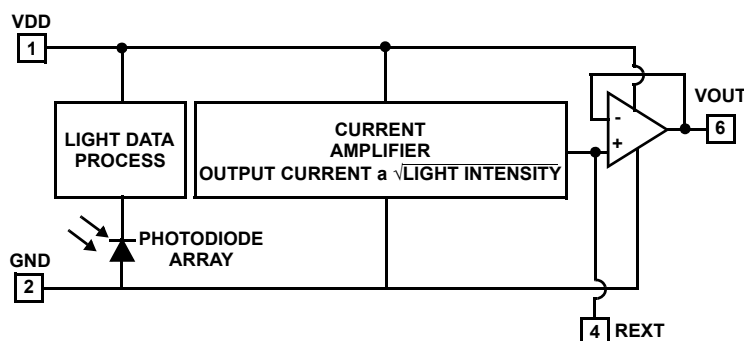 VDD
1
LIGHT DATA
PROCESS
CURRENT
AMPLIFIER
OUTPUT CURRENT a √LIGHT INTENSITY
-
+
VOUT
6
PHOTODIODE
ARRAY
GND
2
4 REXT